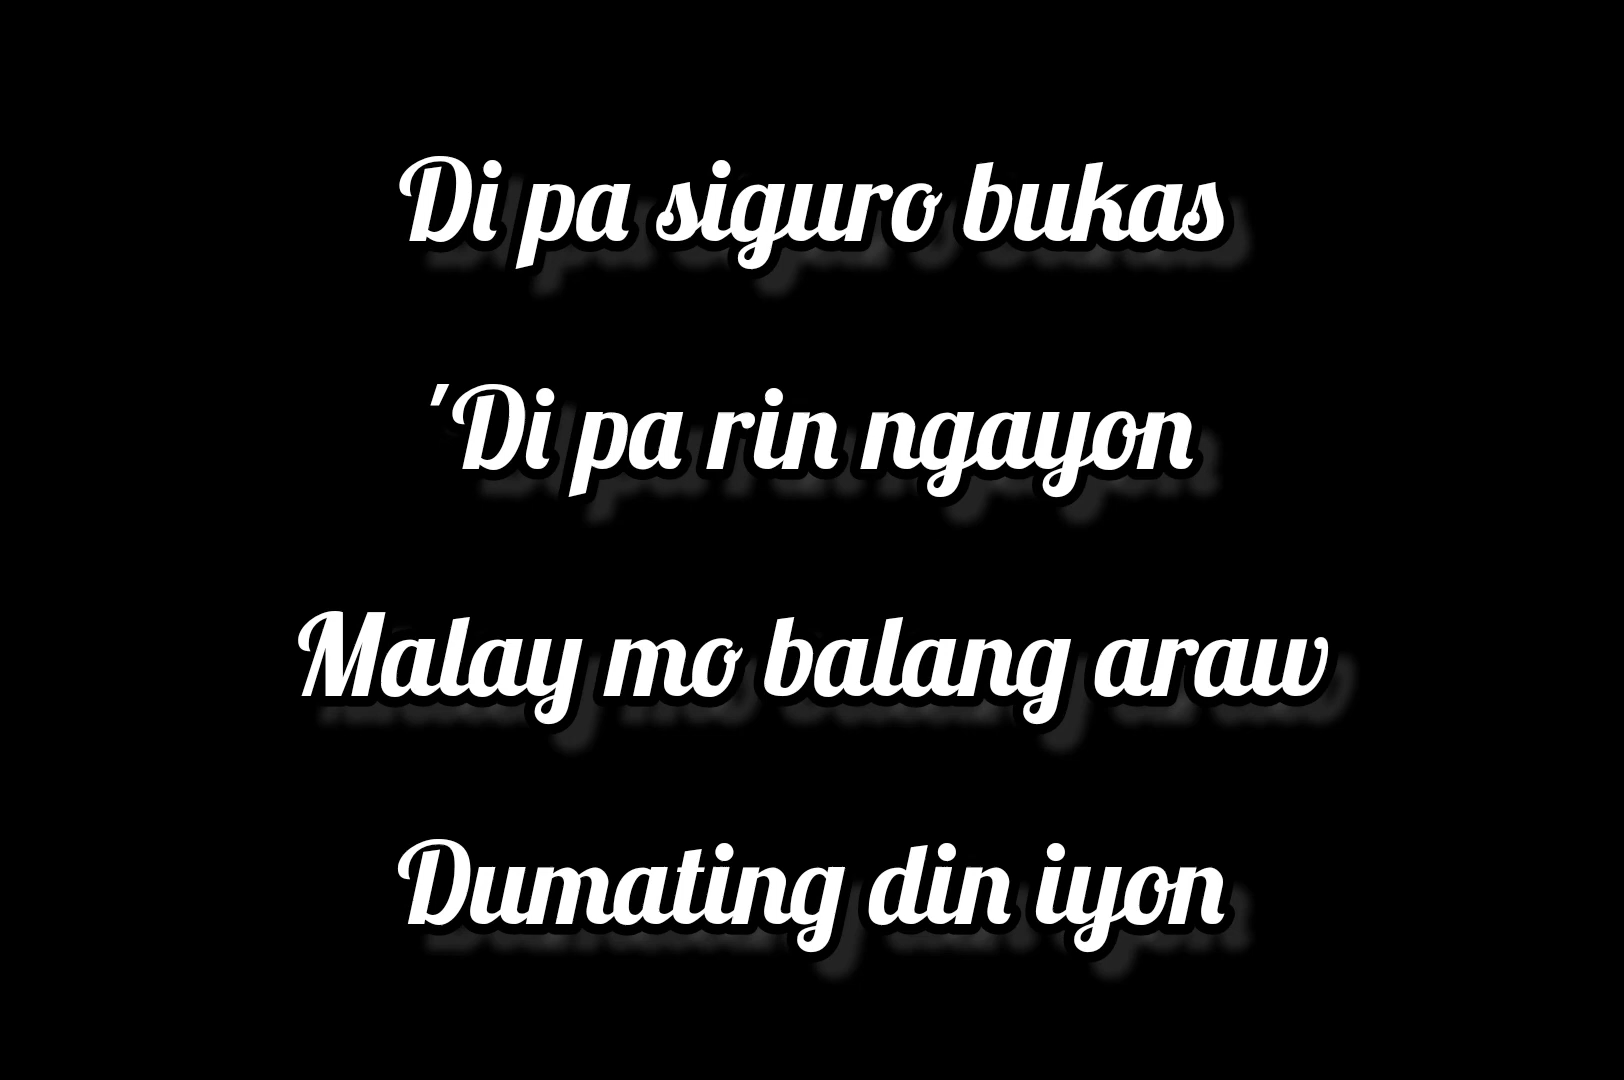 Di pa siguro bukas
'Di pa rin ngayon
Malay mo balang araw
Dumating din iyon